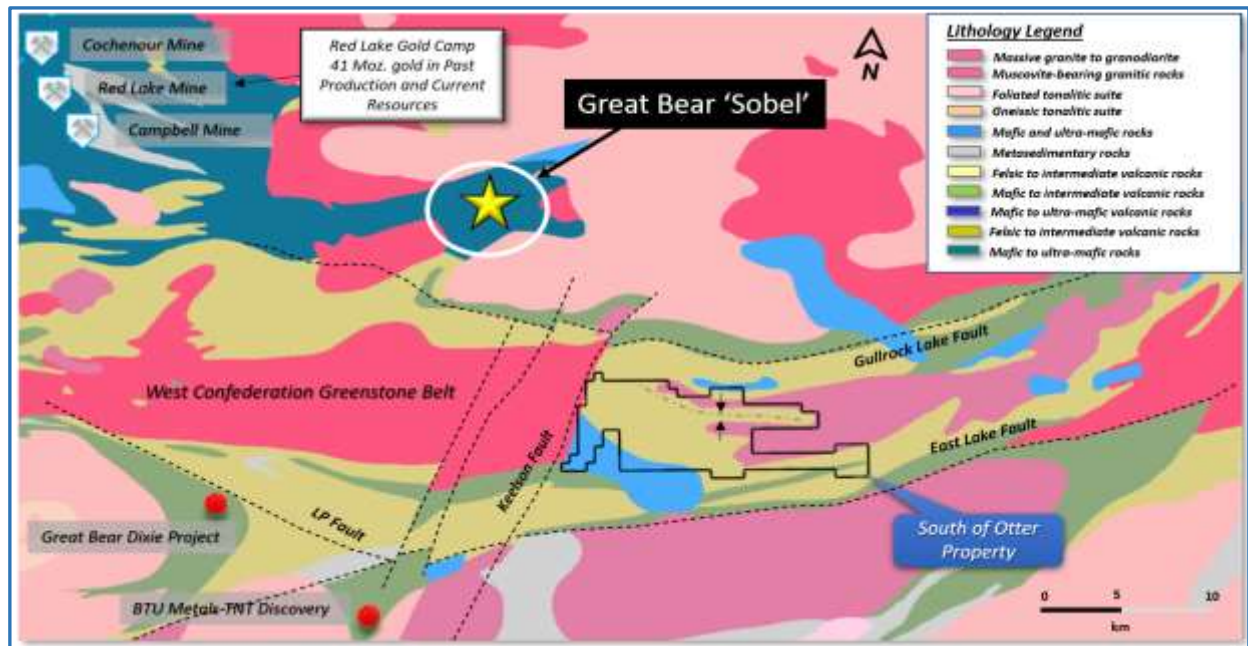 Cochenour Mine
Red Lake Mine
Campbell Mine
Red Lake Gold Camp
41 Moz. gold in Past
Production and Current
Resources
Great Bear ‘Sobel’
N
Lithology Legend
Massive granite to granodiorite
Muscovite-bearing granitic rocks
Foliated tonalitic suite
Gneissic tonalitic suite
Mafic and ultra-mafic rocks
Metasedimentary rocks
Felsic to intermediate volcanic rocks
Mafic to intermediate volcanic rocks
Mafic to ultra-mafic volcanic rocks
Felsic to intermediate volcanic rocks
Mafic to ultra-mafic rocks
Gullrock Lake Fault
West Confederation Greenstone Belt
East Lake Fault
Keelson Fault
LP Fault
Great Bear Dixie Project
South of Otter
Property
BTU Metals-TNT Discovery
0 5 10
km